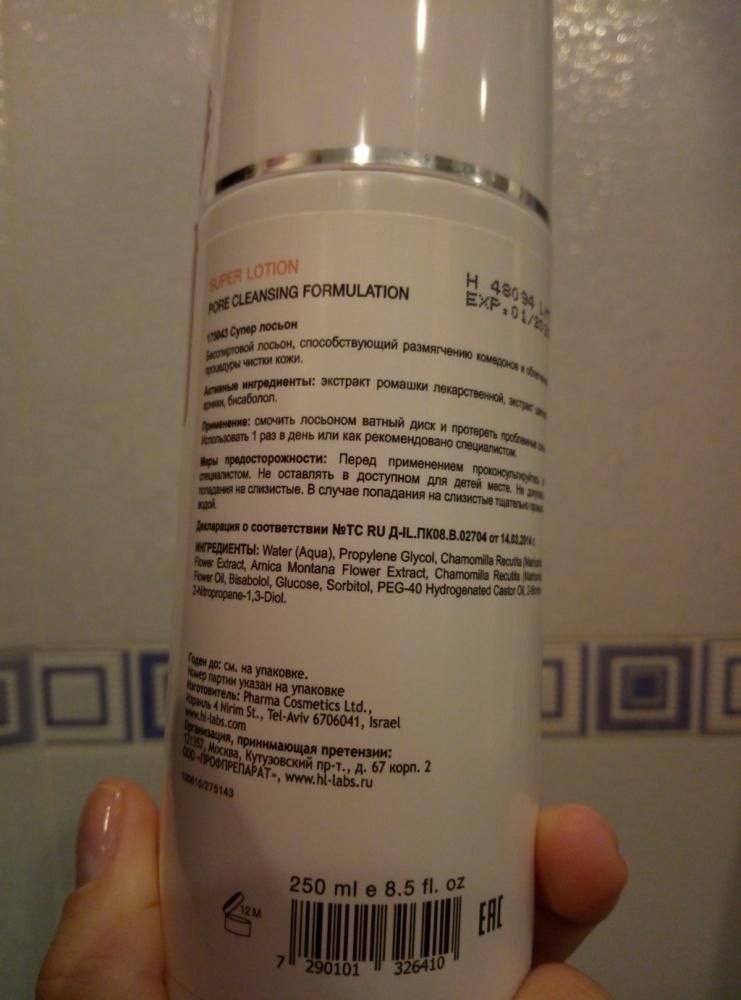 SUPER LOTION
PORE CLEANSING FORMULATION
H 48094
EXP.01/20
175043 Супер лосьон
Бесспиртовой лосьон, способствующий размягчению комедонов и
процедуры чистки кожи.
Активные ингредиенты: экстракт ромашки лекарственной, экстракт
арники, бисаболол.
Применение: смочить лосьоном ватный диск и протереть проблемные
Использовать 1 раз в день или как рекомендовано специалистом.
Меры предосторожности: Перед применением проконсультируйтесь
специалистом. Не оставлять в доступном для детей месте. Не
попадания на слизистые. В случае попадания на слизистые тщательно
водой.
Декларация о соответствии №ТС RU Д-IL.ПК08.В.02704 от 14.03.2014 г.
ИНГРЕДИЕНТЫ: Water (Aqua), Propylene Glycol, Chamomilla Recutita
Flower Extract, Arnica Montana Flower Extract, Chamomilla Recutita
Flower Oil, Bisabolol, Glucose, Sorbitol, PEG-40 Hydrogenated Castor Oil,
2-Nitropropane-1,3-Diol.
Годен до: см. на упаковке.
Номер партии указан на упаковке
Изготовитель: Pharma Cosmetics Ltd.,
Израиль 4 Nirim St., Tel-Aviv 6706041, Israel
www.hl-labs.com
Организация, принимающая претензии:
121357, Москва, Кутузовский пр-т., д. 67 корп. 2
ООО «ПРОФПРЕПАРАТ», www.hl-labs.ru
100815/275143
250 ml e 8.5 fl. oz
12 M
EAC
7 290101 326410